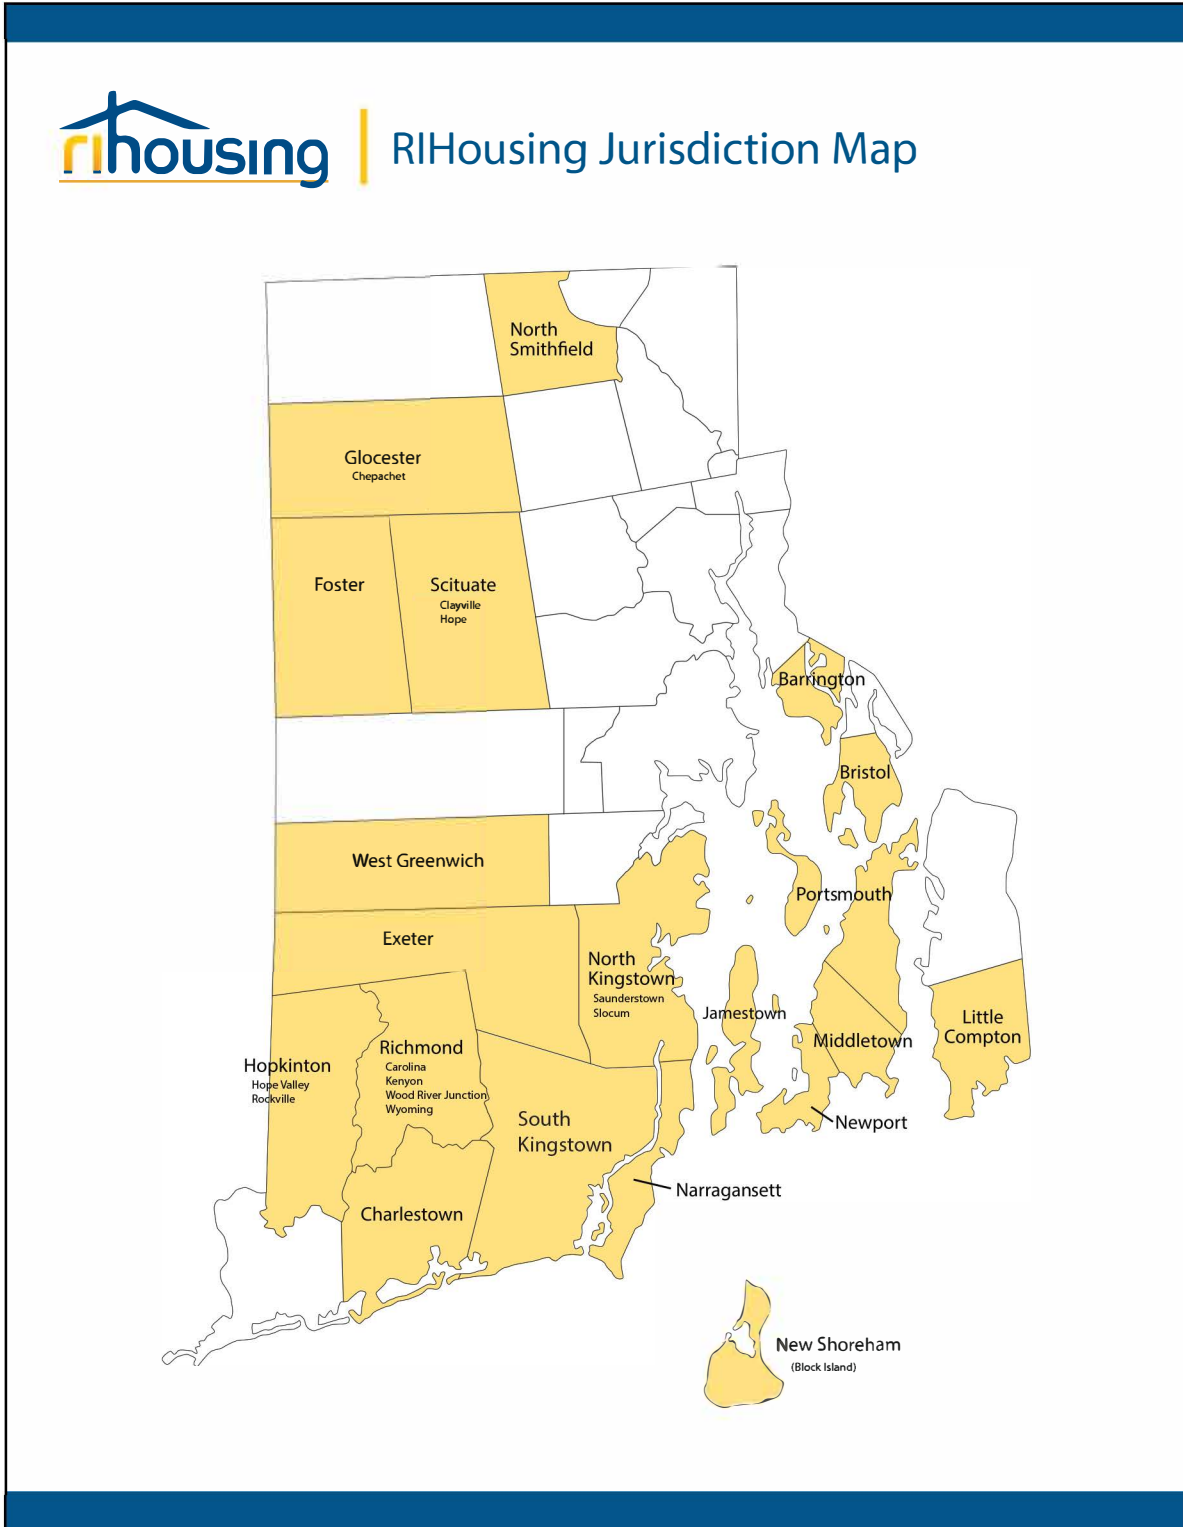 rihousing
RIHousing Jurisdiction Map
North
Smithfield
Glocester
Chepachet
Foster
Scituate
Clayville
Hope
Barrington
Bristol
West Greenwich
Portsmouth
Exeter
North
Kingstown
Saunderstown
Slocum
Jamestown
Middletown
Little
Compton
Hopkinton
Hope Valley
Rockville
Richmond
Carolina
Kenyon
Wood River Junction
Wyoming
South
Kingstown
Newport
Narragansett
Charlestown
New Shoreham
(Block Island)